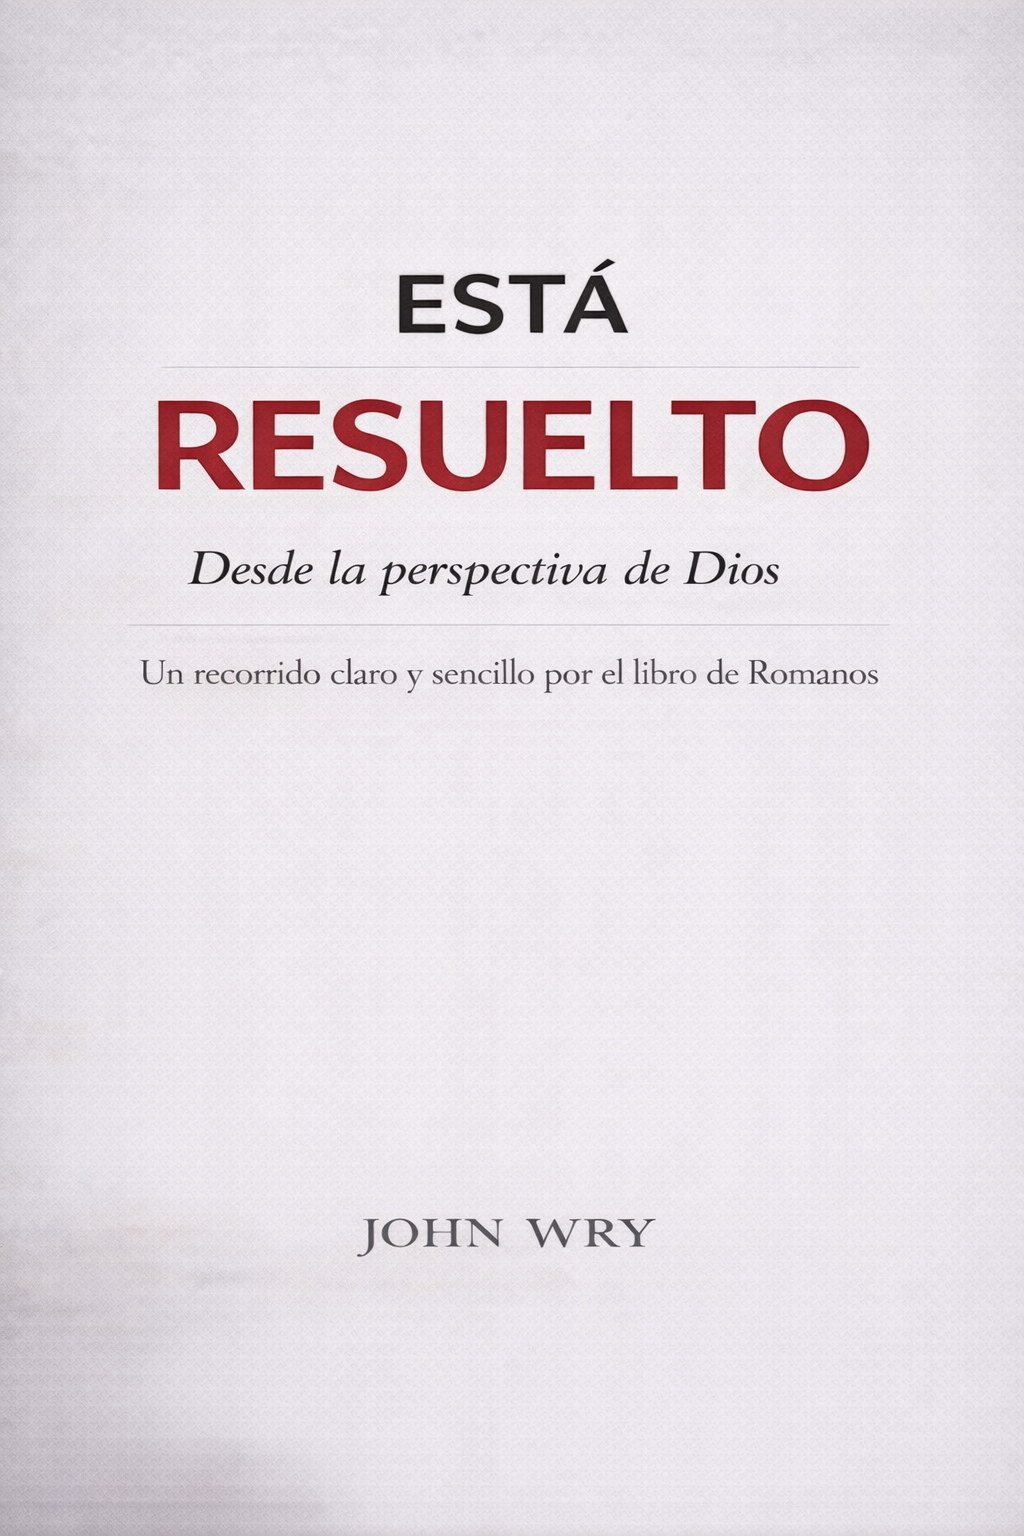 ESTÁ
RESUELTO
Desde la perspectiva de Dios
Un recorrido claro y sencillo por el libro de Romanos
JOHN WRY